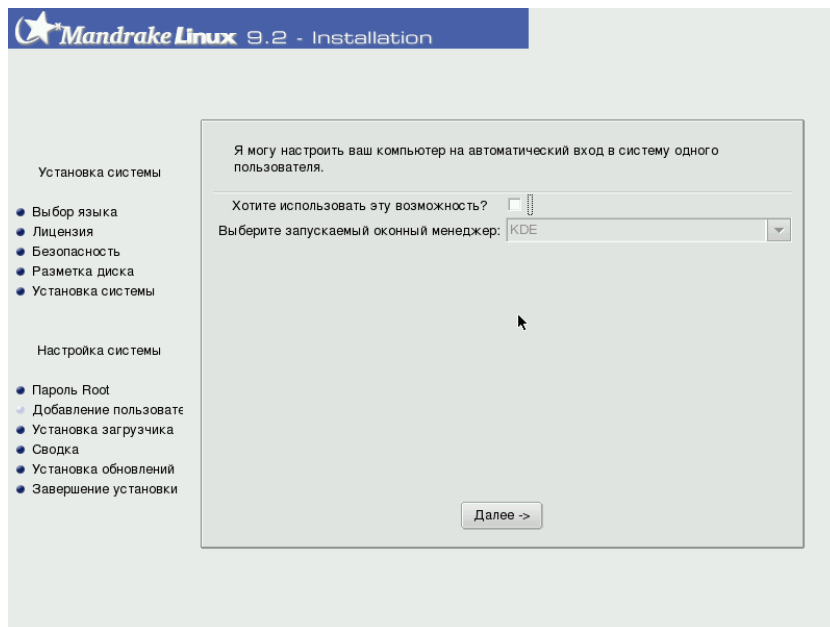 Mandrake Linux 9.2 - Installation
Установка системы
Выбор языка
Лицензия
Безопасность
Разметка диска
Установка системы
Настройка системы
Пароль Root
Добавление пользовате
Установка загрузчика
Сводка
Установка обновлений
Завершение установки
Я могу настроить ваш компьютер на автоматический вход в систему одного
пользователя.
Хотите использовать эту возможность?
Выберите запускаемый оконный менеджер: KDE
Далее ->